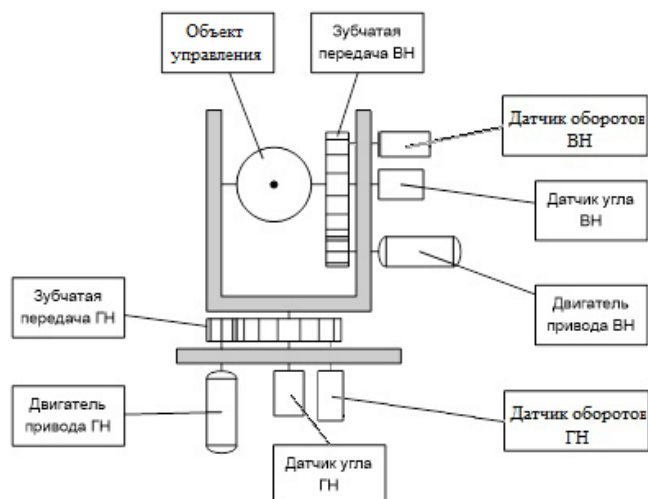 Объект
управления
Зубчатая
передача ВН
Датчик оборотов
ВН
Датчик угла
ВН
Зубчатая
передача ГН
Двигатель
привода ВН
Двигатель
привода ГН
Датчик угла
ГН
Датчик оборотов
ГН